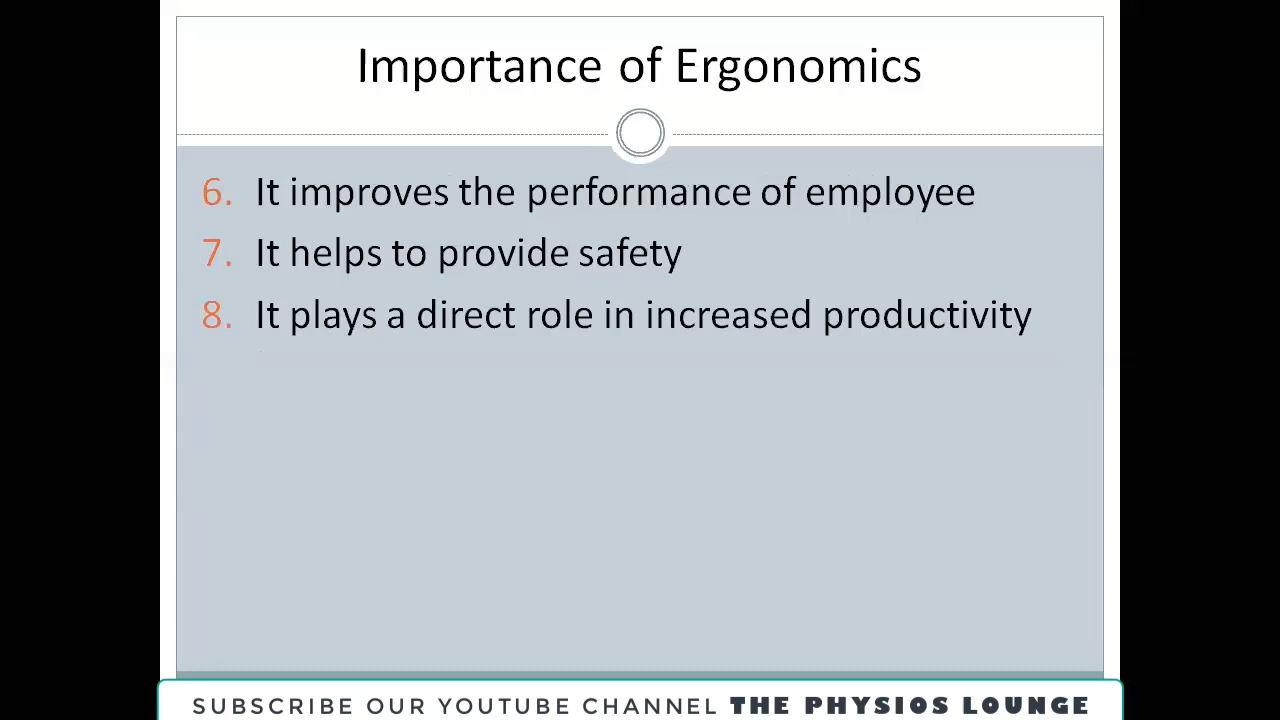 Importance of Ergonomics
6. It improves the performance of employee
7. It helps to provide safety
8. It plays a direct role in increased productivity
SUBSCRIBE OUR YOUTUBE CHANNEL THE PHYSIOS LOUNGE